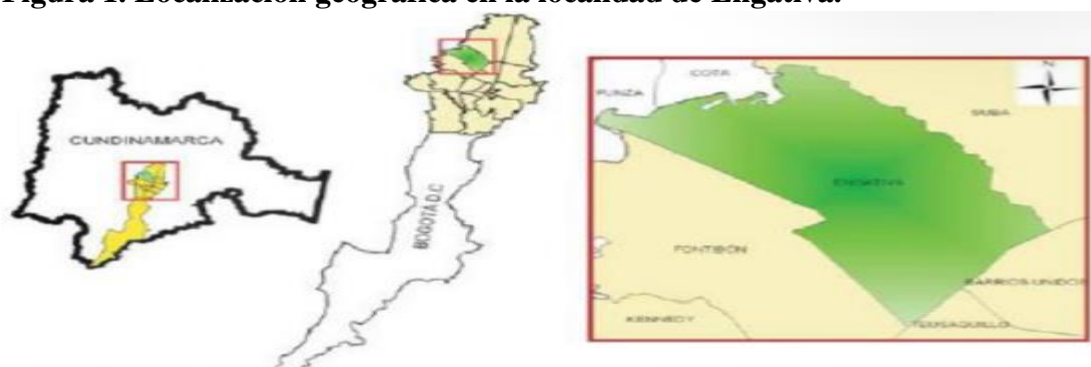 Figura 1. Localización geográfica en la localidad de Engativá.
CUNDINAMARCA
BOGOTÁ D.C
COTA
FUNZA
N
SUBA
ENGATIVA
FONTIBÓN
BARRIOS UNIDOS
KENNEDY
TEUSAQUILLO